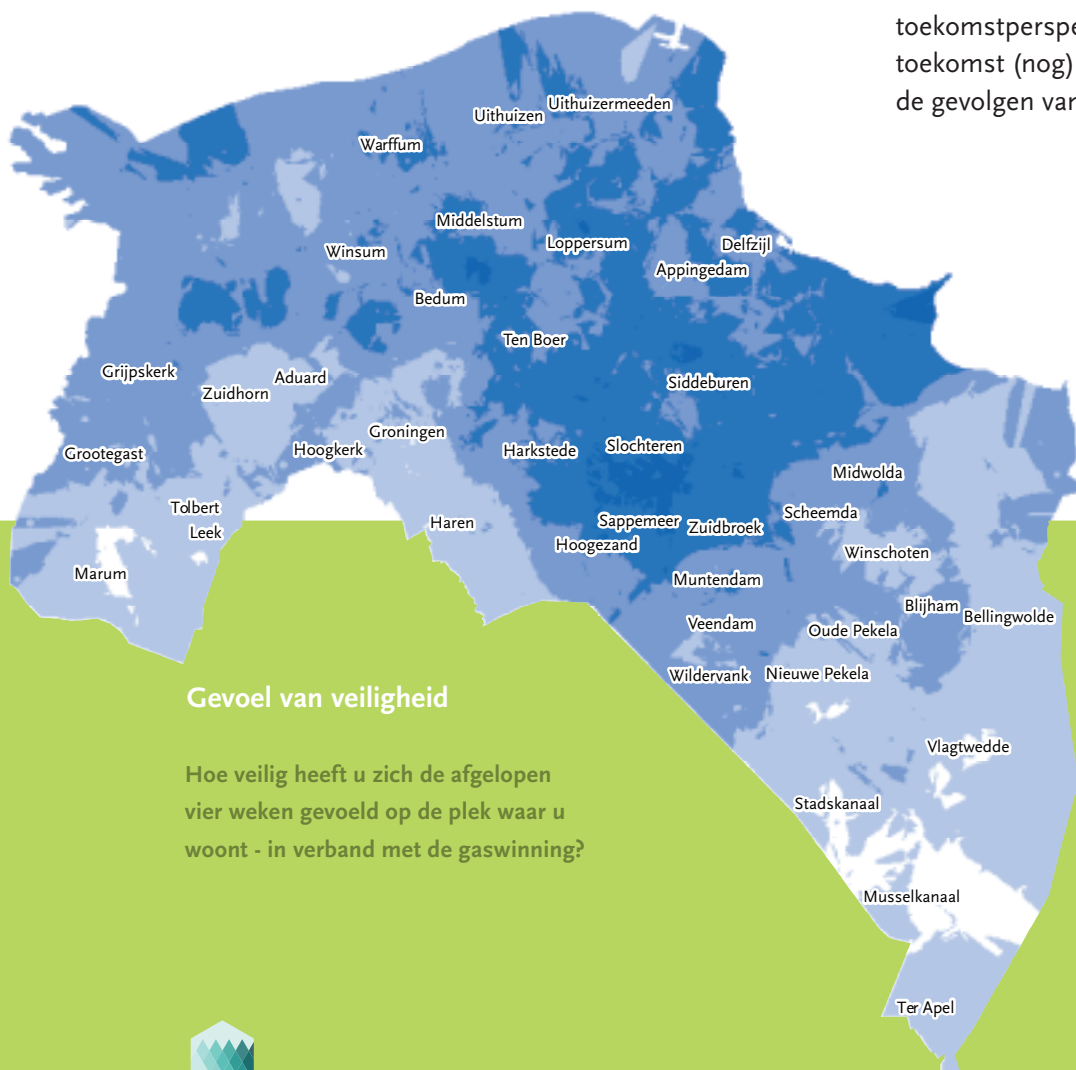 toekomst (nog)
de gevolgen van
Uithuizermeeden
Uithuizen
Warffum
Middelstum
Loppersum
Delfzijl
Winsum
Appingedam
Bedum
Ten Boer
Grijpskerk
Aduard
Siddeburen
Zuidhorn
Groningen
Slochteren
Hoogkerk
Harkstede
Grootegast
Midwolda
Tolbert
Scheemda
Haren
Sappemeer
Zuidbroek
Leek
Hoogezand
Winschoten
Marum
Muntendam
Blijham
Bellingwolde
Veendam
Oude Pekela
Wildervank
Nieuwe Pekela
Gevoel van veiligheid
Vlagtwedde
Hoe veilig heeft u zich de afgelopen
vier weken gevoeld op de plek waar u
woont - in verband met de gaswinning?
Stadskanaal
Musselkanaal
Ter Apel